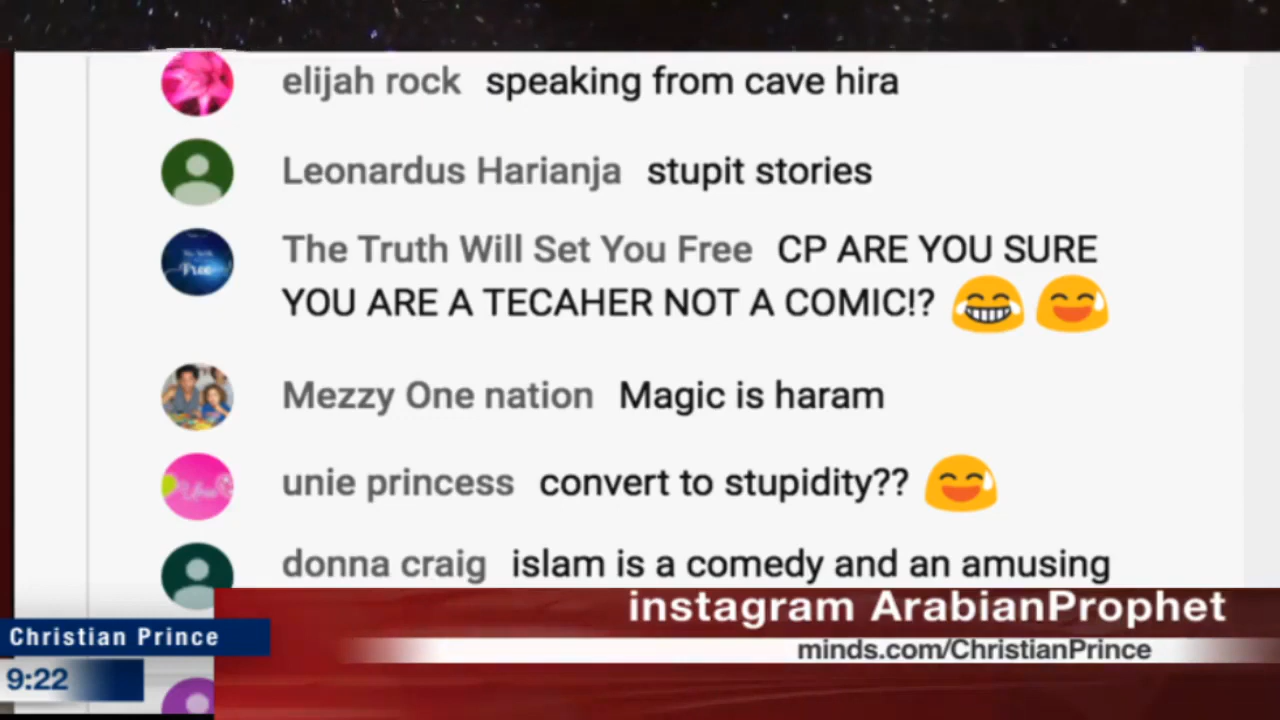 elijah rock speaking from cave hira
Leonardus Harianja stupit stories
The Truth Will Set You Free CP ARE YOU SURE
YOU ARE A TECAHER NOT A COMIC!?
Mezzy One nation Magic is haram
unie princess convert to stupidity??
donna craig islam is a comedy and an amusing
instagram ArabianProphet
Christian Prince
minds.com/ChristianPrince
9:22